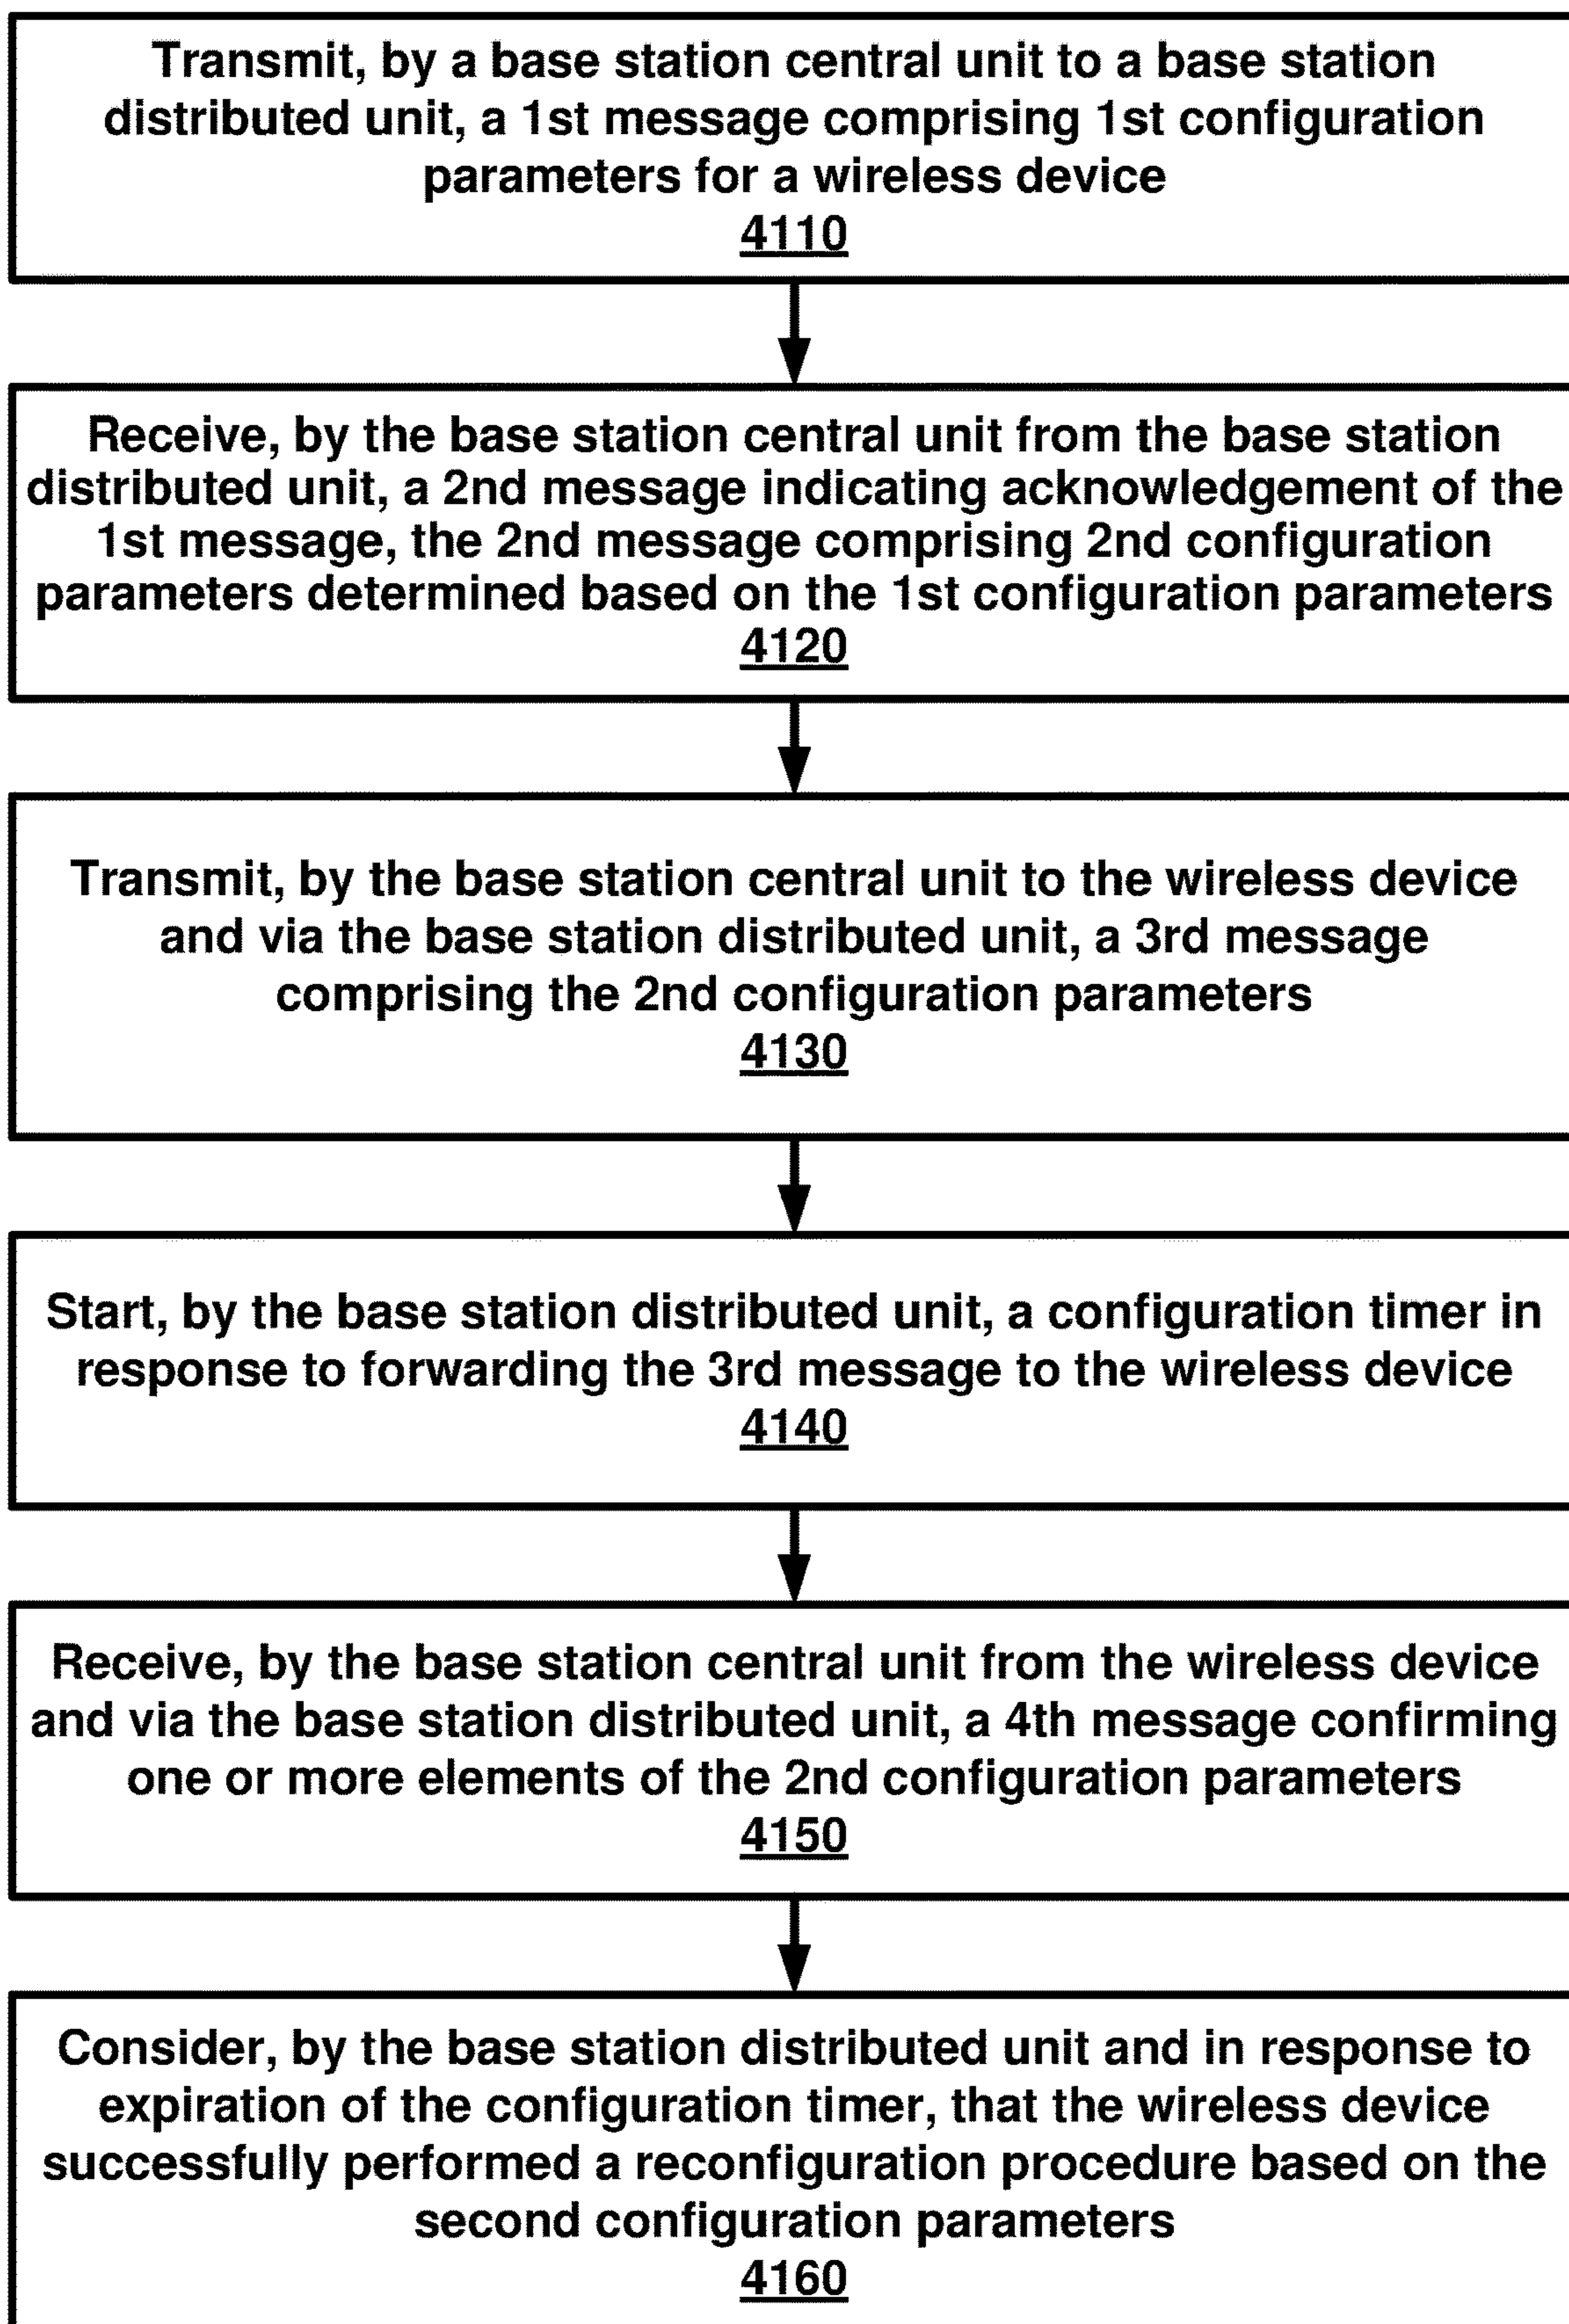 Transmit, by a base station central unit to a base station
distributed unit, a 1st message comprising 1st configuration
parameters for a wireless device
4110
Receive, by the base station central unit from the base station
distributed unit, a 2nd message indicating acknowledgement of the
1st message, the 2nd message comprising 2nd configuration
parameters determined based on the 1st configuration parameters
4120
Transmit, by the base station central unit to the wireless device
and via the base station distributed unit, a 3rd message
comprising the 2nd configuration parameters
4130
Start, by the base station distributed unit, a configuration timer in
response to forwarding the 3rd message to the wireless device
4140
Receive, by the base station central unit from the wireless device
and via the base station distributed unit, a 4th message confirming
one or more elements of the 2nd configuration parameters
4150
Consider, by the base station distributed unit and in response to
expiration of the configuration timer, that the wireless device
successfully performed a reconfiguration procedure based on the
second configuration parameters
4160